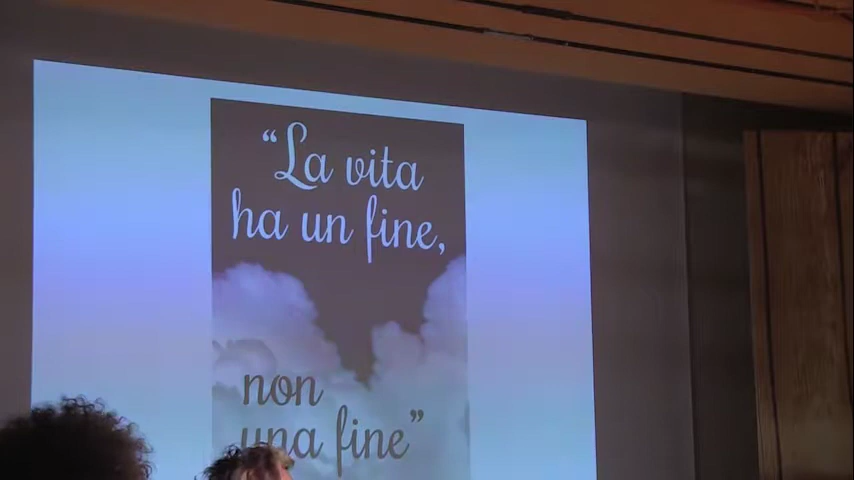 “La vita
ha un fine,
non
una fine”